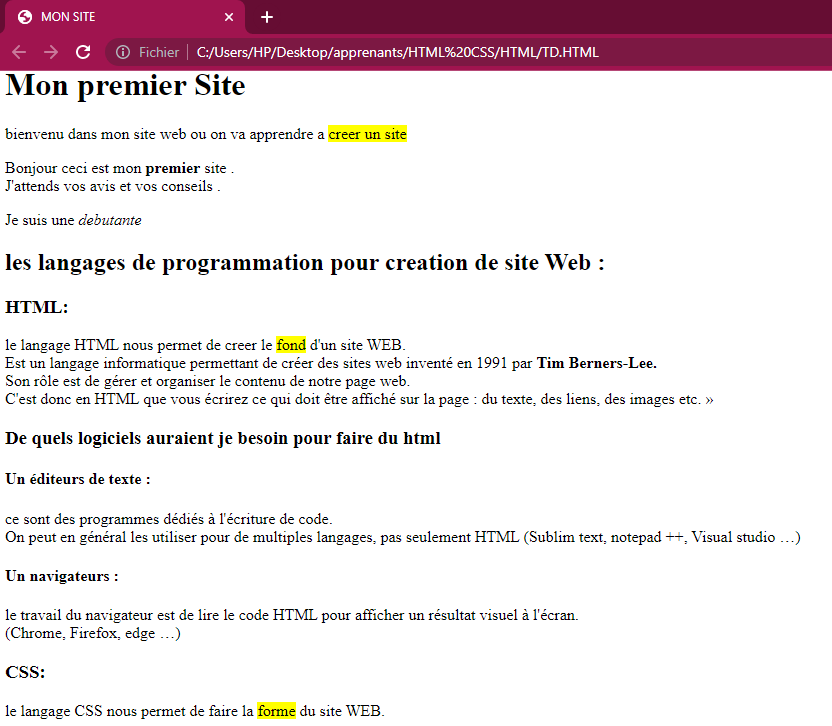 MON SITE
Fichier C:/Users/HP/Desktop/apprenants/HTML%20CSS/HTML/TD.HTML
Mon premier Site
bienvenu dans mon site web ou on va apprendre a creer un site
Bonjour ceci est mon premier site .
J'attends vos avis et vos conseils .
Je suis une debutante
les langages de programmation pour creation de site Web :
HTML:
le langage HTML nous permet de creer le fond d'un site WEB.
Est un langage informatique permettant de créer des sites web inventé en 1991 par Tim Berners-Lee.
Son rôle est de gérer et organiser le contenu de notre page web.
C'est donc en HTML que vous écrirez ce qui doit être affiché sur la page : du texte, des liens, des images etc. »
De quels logiciels auraient je besoin pour faire du html
Un éditeurs de texte :
ce sont des programmes dédiés à l'écriture de code.
On peut en général les utiliser pour de multiples langages, pas seulement HTML (Sublim text, notepad ++, Visual studio …)
Un navigateurs :
le travail du navigateur est de lire le code HTML pour afficher un résultat visuel à l'écran.
(Chrome, Firefox, edge …)
CSS:
le langage CSS nous permet de faire la forme du site WEB.